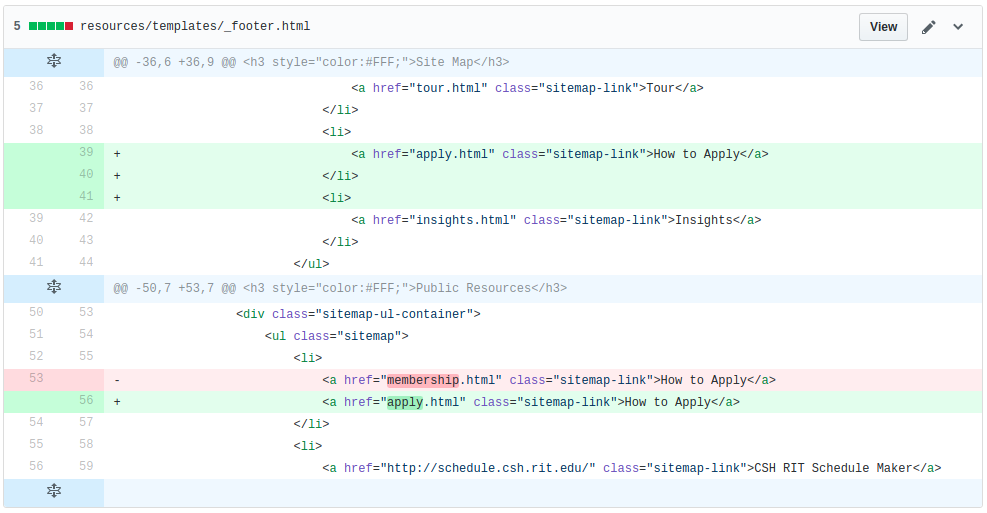 5 resources/templates/_footer.html View
@@ -36,6 +36,9 @@ <h3 style="color:#FFF;">Site Map</h3>
36 36 <a href="tour.html" class="sitemap-link">Tour</a>
37 37 </li>
38 38 <li>
39 + <a href="apply.html" class="sitemap-link">How to Apply</a>
40 + </li>
41 + <li>
39 42 <a href="insights.html" class="sitemap-link">Insights</a>
40 43 </li>
41 44 </ul>
@@ -50,7 +53,7 @@ <h3 style="color:#FFF;">Public Resources</h3>
50 53 <div class="sitemap-ul-container">
51 54 <ul class="sitemap">
52 55 <li>
53 - <a href="membership.html" class="sitemap-link">How to Apply</a>
56 + <a href="apply.html" class="sitemap-link">How to Apply</a>
54 57 </li>
55 58 <li>
56 59 <a href="http://schedule.csh.rit.edu/" class="sitemap-link">CSH RIT Schedule Maker</a>